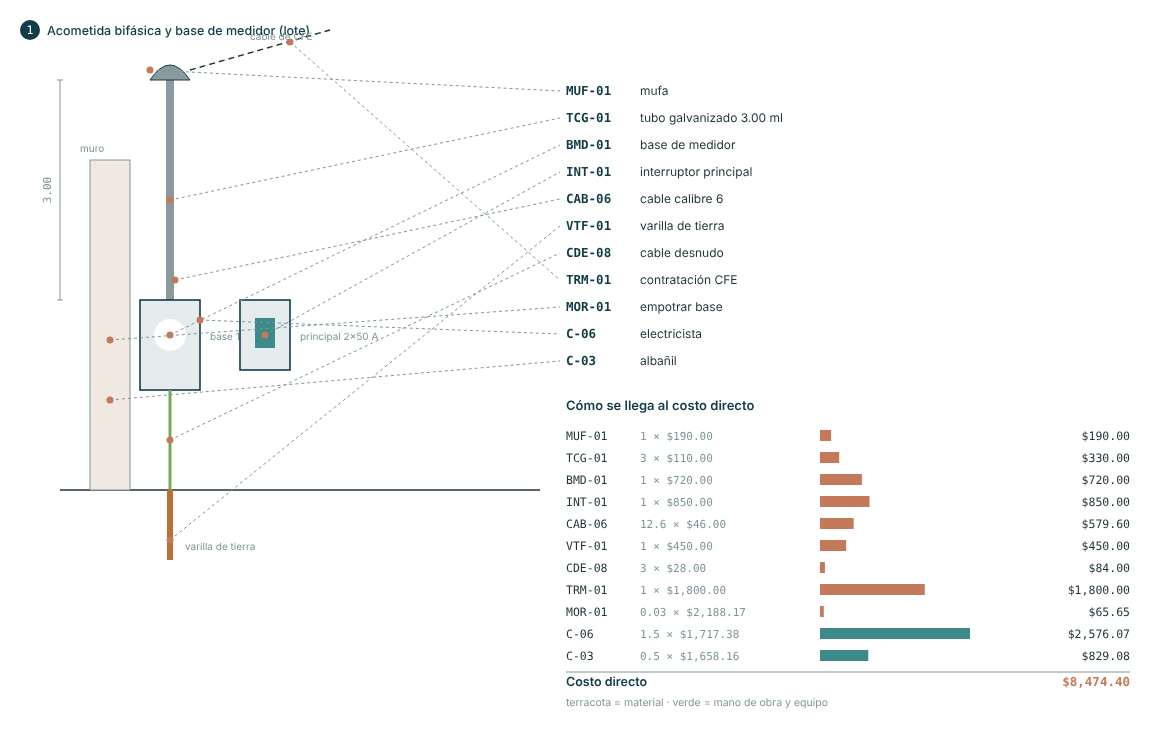 1 Acometida bifásica y base de medidor (lote)
cable de CFE
muro
3.00
base 1
principal 2×50 A
varilla de tierra
MUF-01 mufa
TCG-01 tubo galvanizado 3.00 ml
BMD-01 base de medidor
INT-01 interruptor principal
CAB-06 cable calibre 6
VTF-01 varilla de tierra
CDE-08 cable desnudo
TRM-01 contratación CFE
MOR-01 empotrar base
C-06 electricista
C-03 albañil
Cómo se llega al costo directo
MUF-01 1 × $190.00 $190.00
TCG-01 3 × $110.00 $330.00
BMD-01 1 × $720.00 $720.00
INT-01 1 × $850.00 $850.00
CAB-06 12.6 × $46.00 $579.60
VTF-01 1 × $450.00 $450.00
CDE-08 3 × $28.00 $84.00
TRM-01 1 × $1,800.00 $1,800.00
MOR-01 0.03 × $2,188.17 $65.65
C-06 1.5 × $1,717.38 $2,576.07
C-03 0.5 × $1,658.16 $829.08
Costo directo $8,474.40
terracota = material · verde = mano de obra y equipo